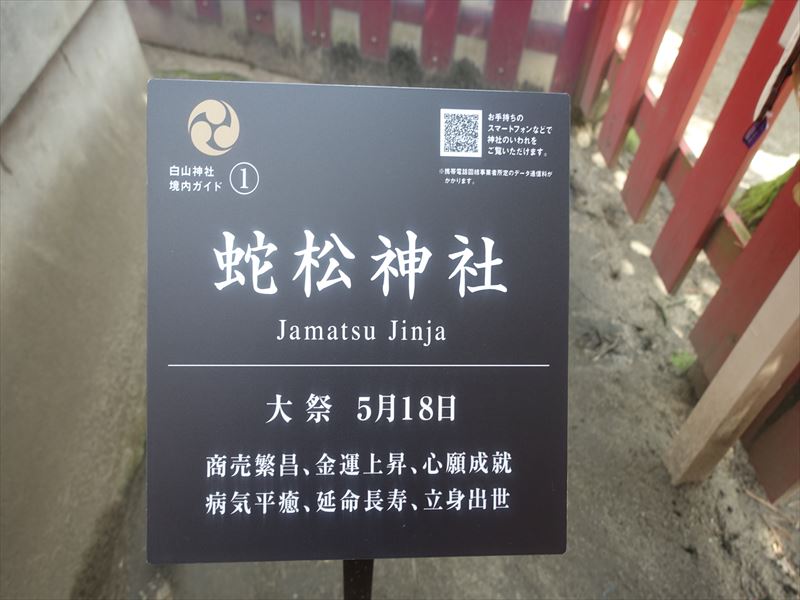 白山神社
境内ガイド ①
お手持ちの
スマートフォンなどで
神社のいわれを
ご覧いただけます。
※携帯電話回線事業者所定のデータ通信料が
かかります。
蛇松神社
Jamatsu Jinja
大祭 5月18日
商売繁昌、金運上昇、心願成就
病気平癒、延命長寿、立身出世